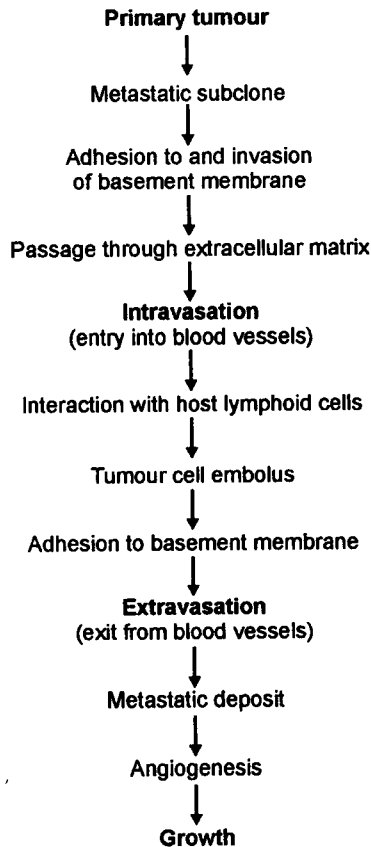 Primary tumour
Metastatic subclone
Adhesion to and invasion
of basement membrane
Passage through extracellular matrix
Intravasation
(entry into blood vessels)
Interaction with host lymphoid cells
Tumour cell embolus
Adhesion to basement membrane
Extravasation
(exit from blood vessels)
Metastatic deposit
Angiogenesis
Growth